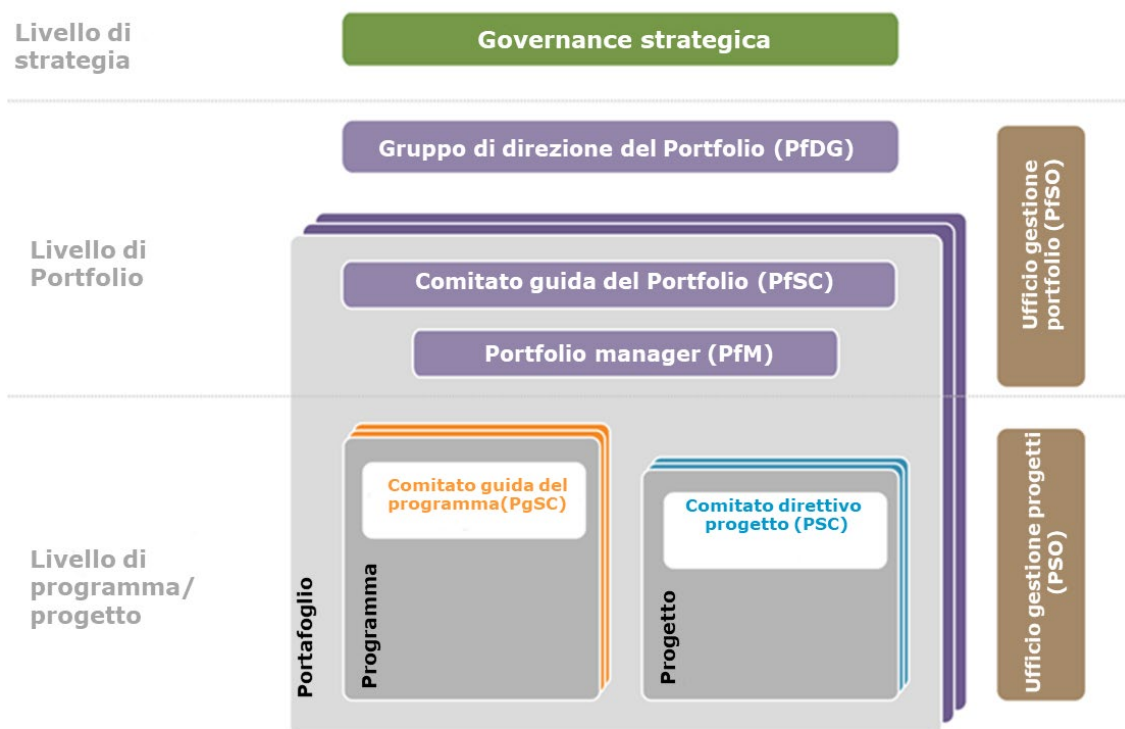 Livello di
strategia
Governance strategica
Gruppo di direzione del Portfolio (PfDG)
Livello di
Portfolio
Comitato guida del Portfolio (PfSC)
Portfolio manager (PfM)
Ufficio gestione
portfolio (PfSO)
Livello di
programma/
progetto
Portafoglio
Programma
Comitato guida del
programma(PgSC)
Progetto
Comitato direttivo
progetto (PSC)
Ufficio gestione progetti
(PSO)